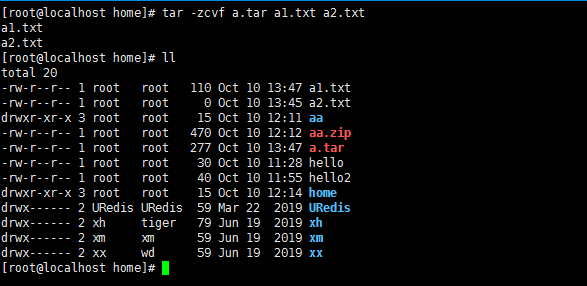 [root@localhost home]# tar -zcvf a.tar a1.txt a2.txt
a1.txt
a2.txt
[root@localhost home]# ll
total 20
-rw-r--r-- 1 root   root   110 Oct 10 13:47 a1.txt
-rw-r--r-- 1 root   root     0 Oct 10 13:45 a2.txt
drwxr-xr-x 3 root   root    15 Oct 10 12:11 aa
-rw-r--r-- 1 root   root   470 Oct 10 12:12 aa.zip
-rw-r--r-- 1 root   root   277 Oct 10 13:47 a.tar
-rw-r--r-- 1 root   root    30 Oct 10 11:28 hello
-rw-r--r-- 1 root   root    40 Oct 10 11:55 hello2
drwxr-xr-x 3 root   root    15 Oct 10 12:14 home
drwx------ 2 URedis URedis  59 Mar 22  2019 URedis
drwx------ 2 xh     tiger   79 Jun 19  2019 xh
drwx------ 2 xm     xm      59 Jun 19  2019 xm
drwx------ 2 xx     wd      59 Jun 19  2019 xx
[root@localhost home]#